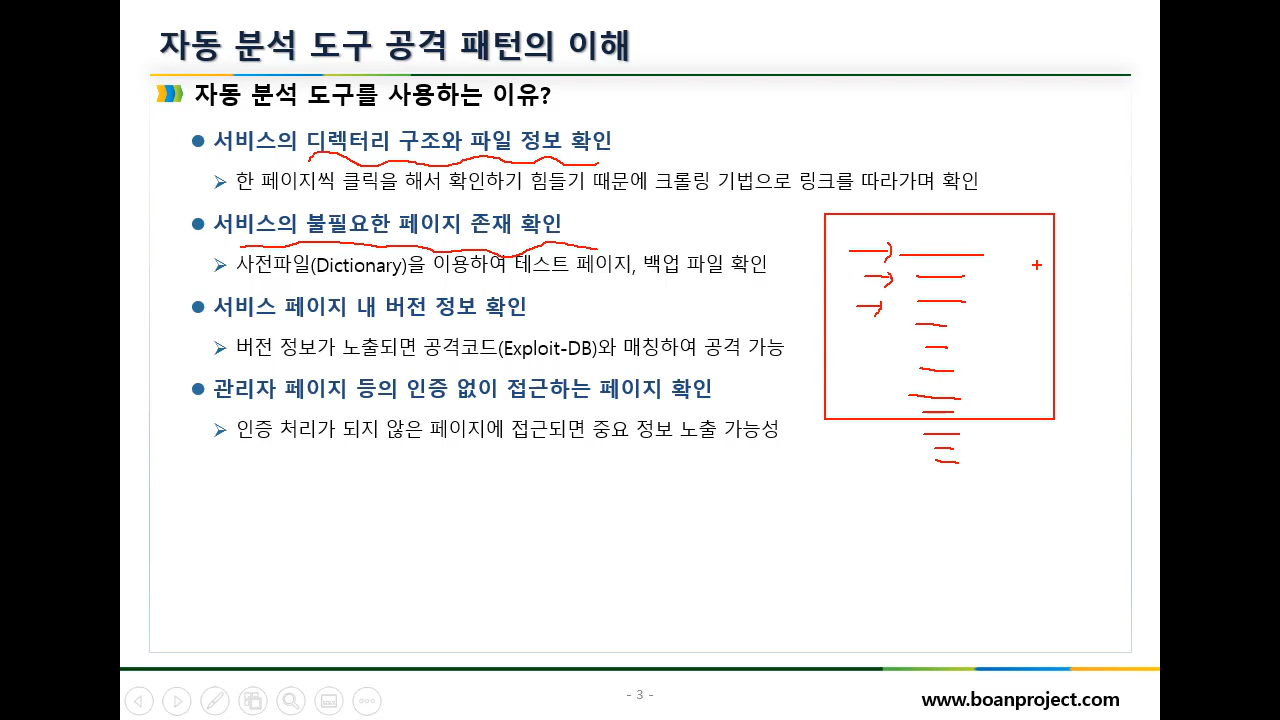 자동 분석 도구 공격 패턴의 이해
자동 분석 도구를 사용하는 이유?
서비스의 디렉터리 구조와 파일 정보 확인
한 페이지씩 클릭을 해서 확인하기 힘들기 때문에 크롤링 기법으로 링크를 따라가며 확인
서비스의 불필요한 페이지 존재 확인
사전파일(Dictionary)을 이용하여 테스트 페이지, 백업 파일 확인
서비스 페이지 내 버전 정보 확인
버전 정보가 노출되면 공격코드(Exploit-DB)와 매칭하여 공격 가능
관리자 페이지 등의 인증 없이 접근하는 페이지 확인
인증 처리가 되지 않은 페이지에 접근되면 중요 정보 노출 가능성
- 3 -
www.boanproject.com